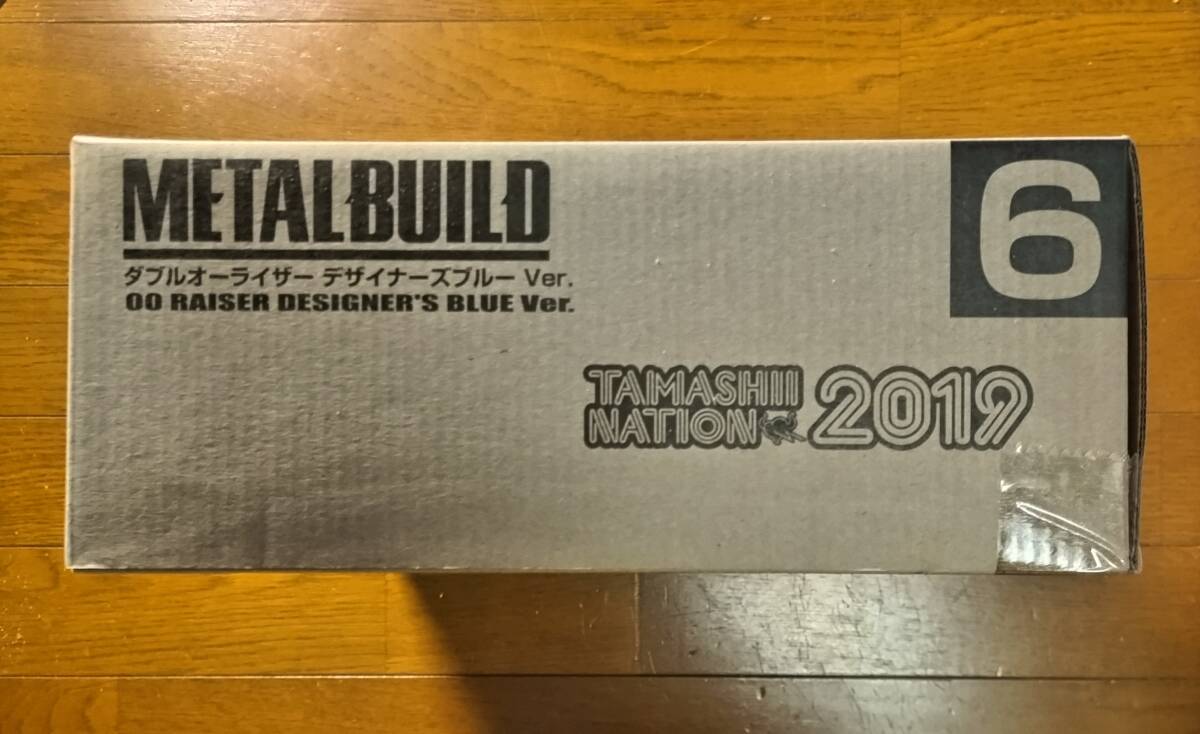 METALBUILD
ダブルオーライザー デザイナーズブルー Ver.
00 RAISER DESIGNER'S BLUE Ver.
6
TAMASHII
NATION
2019